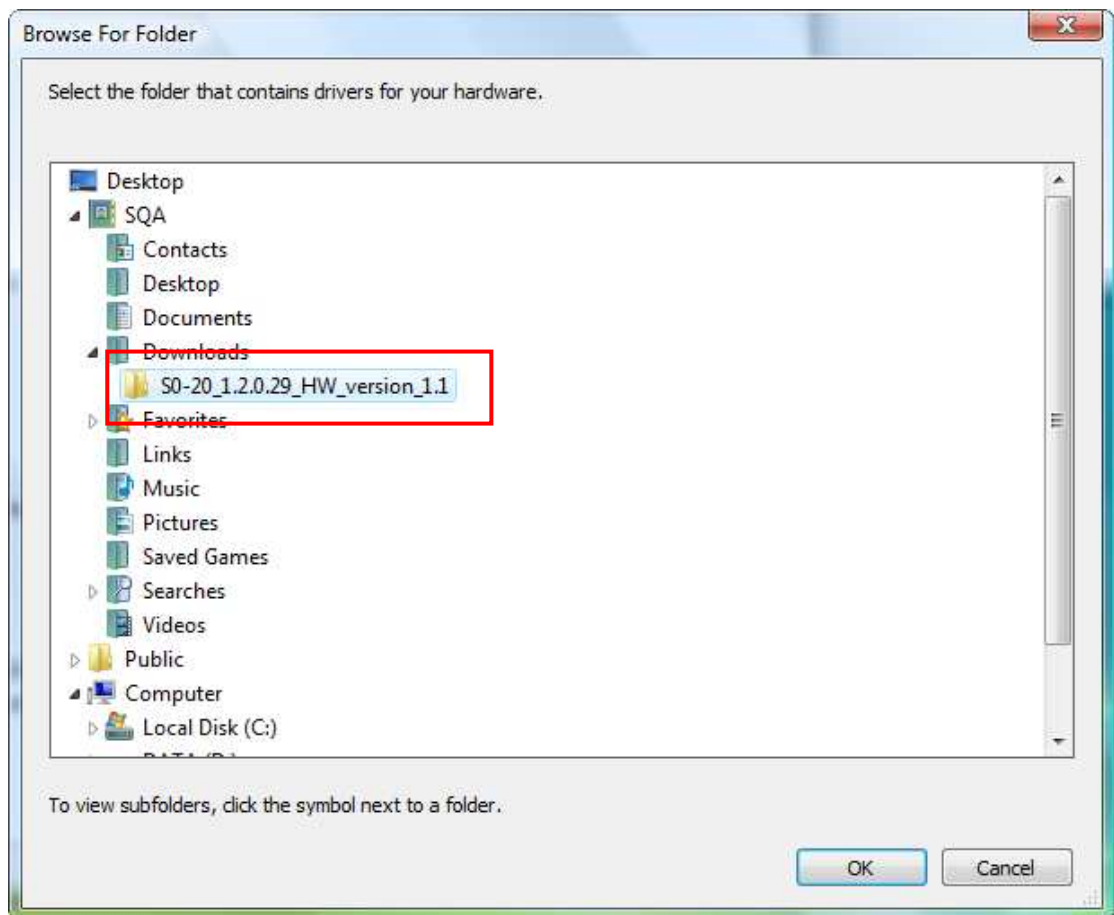 Browse For Folder
Select the folder that contains drivers for your hardware.
Desktop
SQA
Contacts
Desktop
Documents
Downloads
S0-20_1.2.0.29_HW_version_1.1
Favorites
Links
Music
Pictures
Saved Games
Searches
Videos
Public
Computer
Local Disk (C:)
To view subfolders, click the symbol next to a folder.
OK Cancel